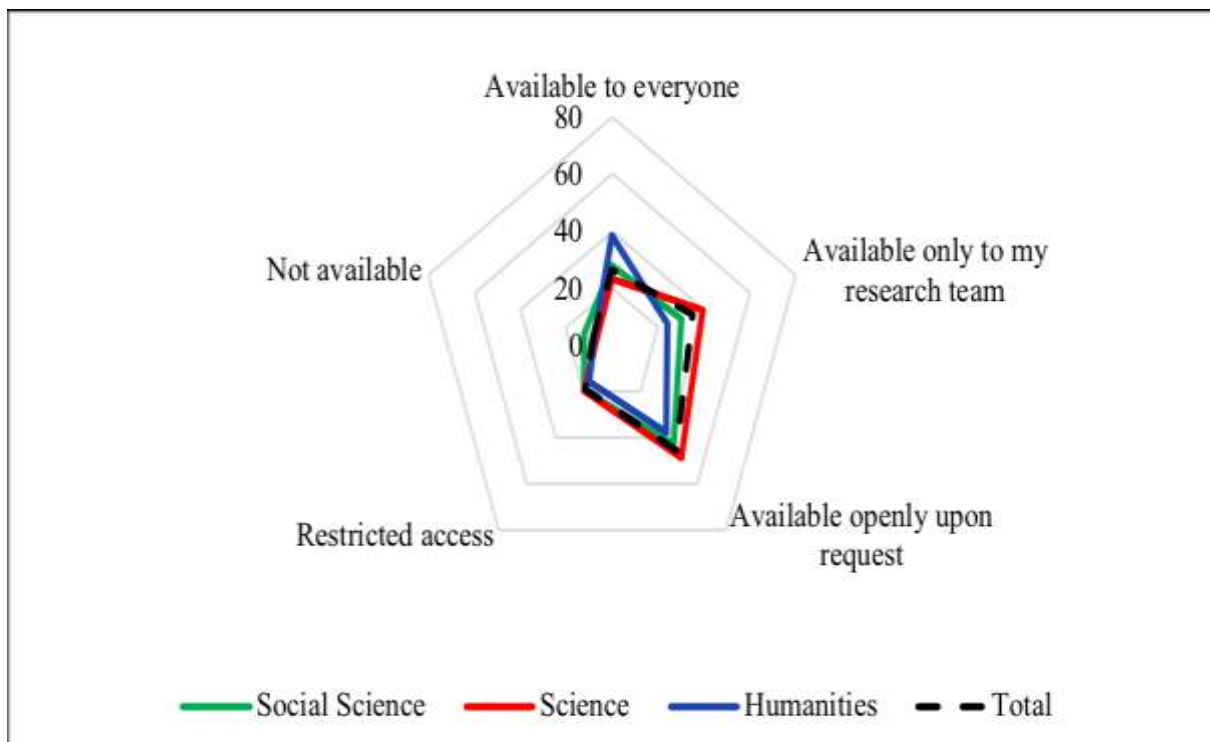 Available to everyone
80
60
40
20
0
Not available
Available only to my
research team
Restricted access
Available openly upon
request
Social Science
Science
Humanities
Total